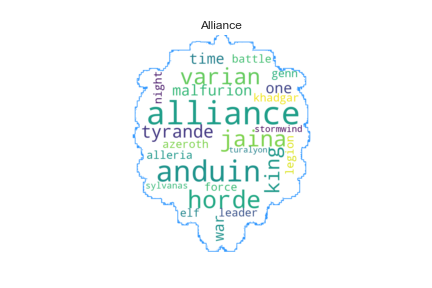 Alliance
time
battle
night
varian
genn
malfurion
one
khadgar
alliance
tyrande
jaina
stormwind
azeroth
turalyon
legion
alleria
anduin
king
sylvanas
force
horde
elf
leader
war